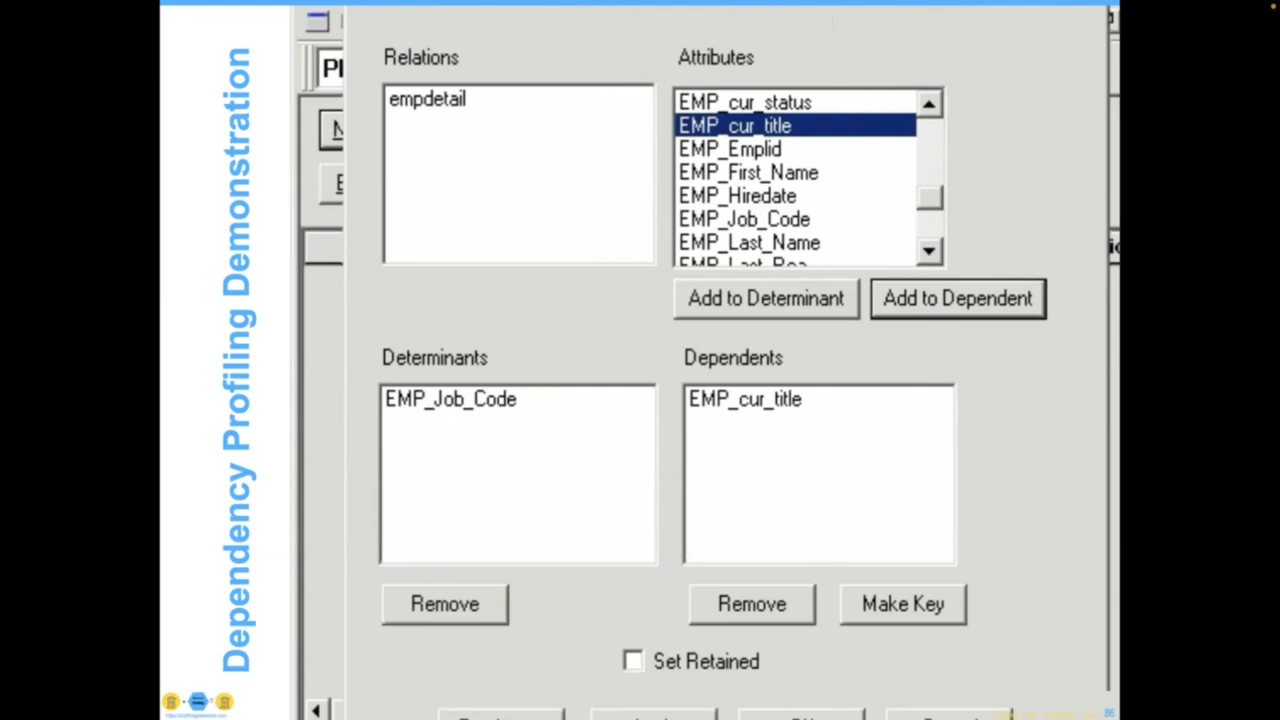 Dependency Profiling Demonstration
Relations
Attributes
empdetail
EMP_cur_status
EMP_cur_title
EMP_Emplid
EMP_First_Name
EMP_Hiredate
EMP_Job_Code
EMP_Last_Name
Add to Determinant
Add to Dependent
Determinants
Dependents
EMP_Job_Code
EMP_cur_title
Remove
Remove
Make Key
Set Retained
86